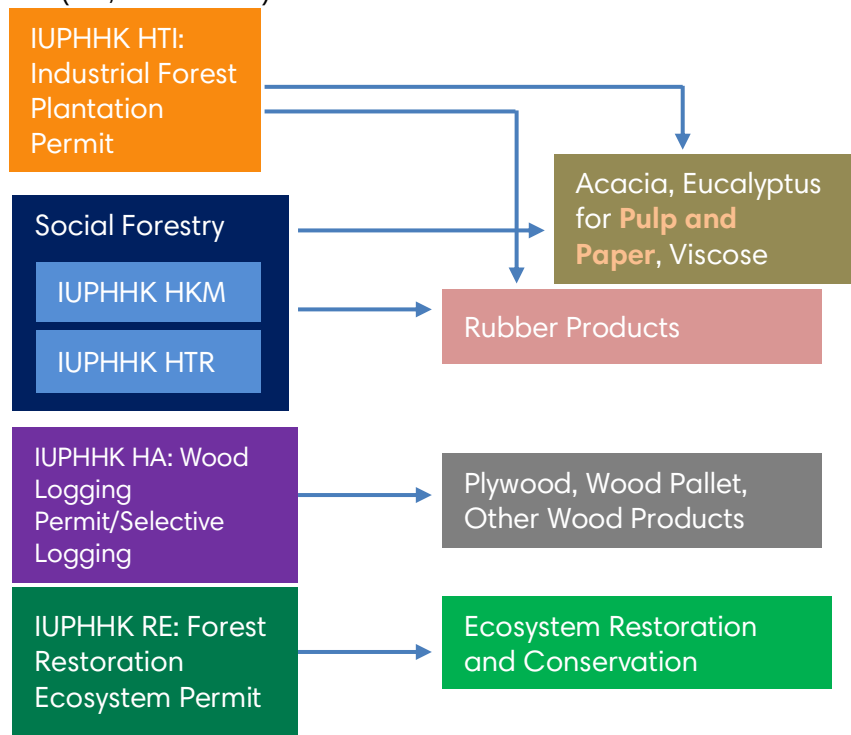 IUPHHK HTI:
Industrial Forest
Plantation
Permit
Acacia, Eucalyptus
for Pulp and
Paper, Viscose
Social Forestry
IUPHHK HKM
IUPHHK HTR
Rubber Products
IUPHHK HA: Wood
Logging
Permit/Selective
Logging
Plywood, Wood Pallet,
Other Wood Products
IUPHHK RE: Forest
Restoration
Ecosystem Permit
Ecosystem Restoration
and Conservation